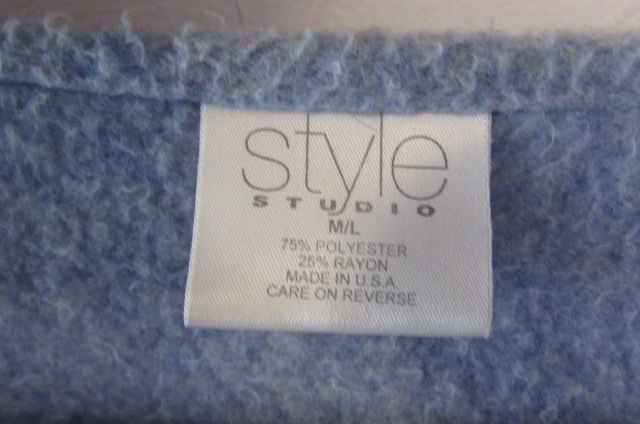 style
STUDIO
M/L
75% POLYESTER
25% RAYON
MADE IN U.S.A
CARE ON REVERSE